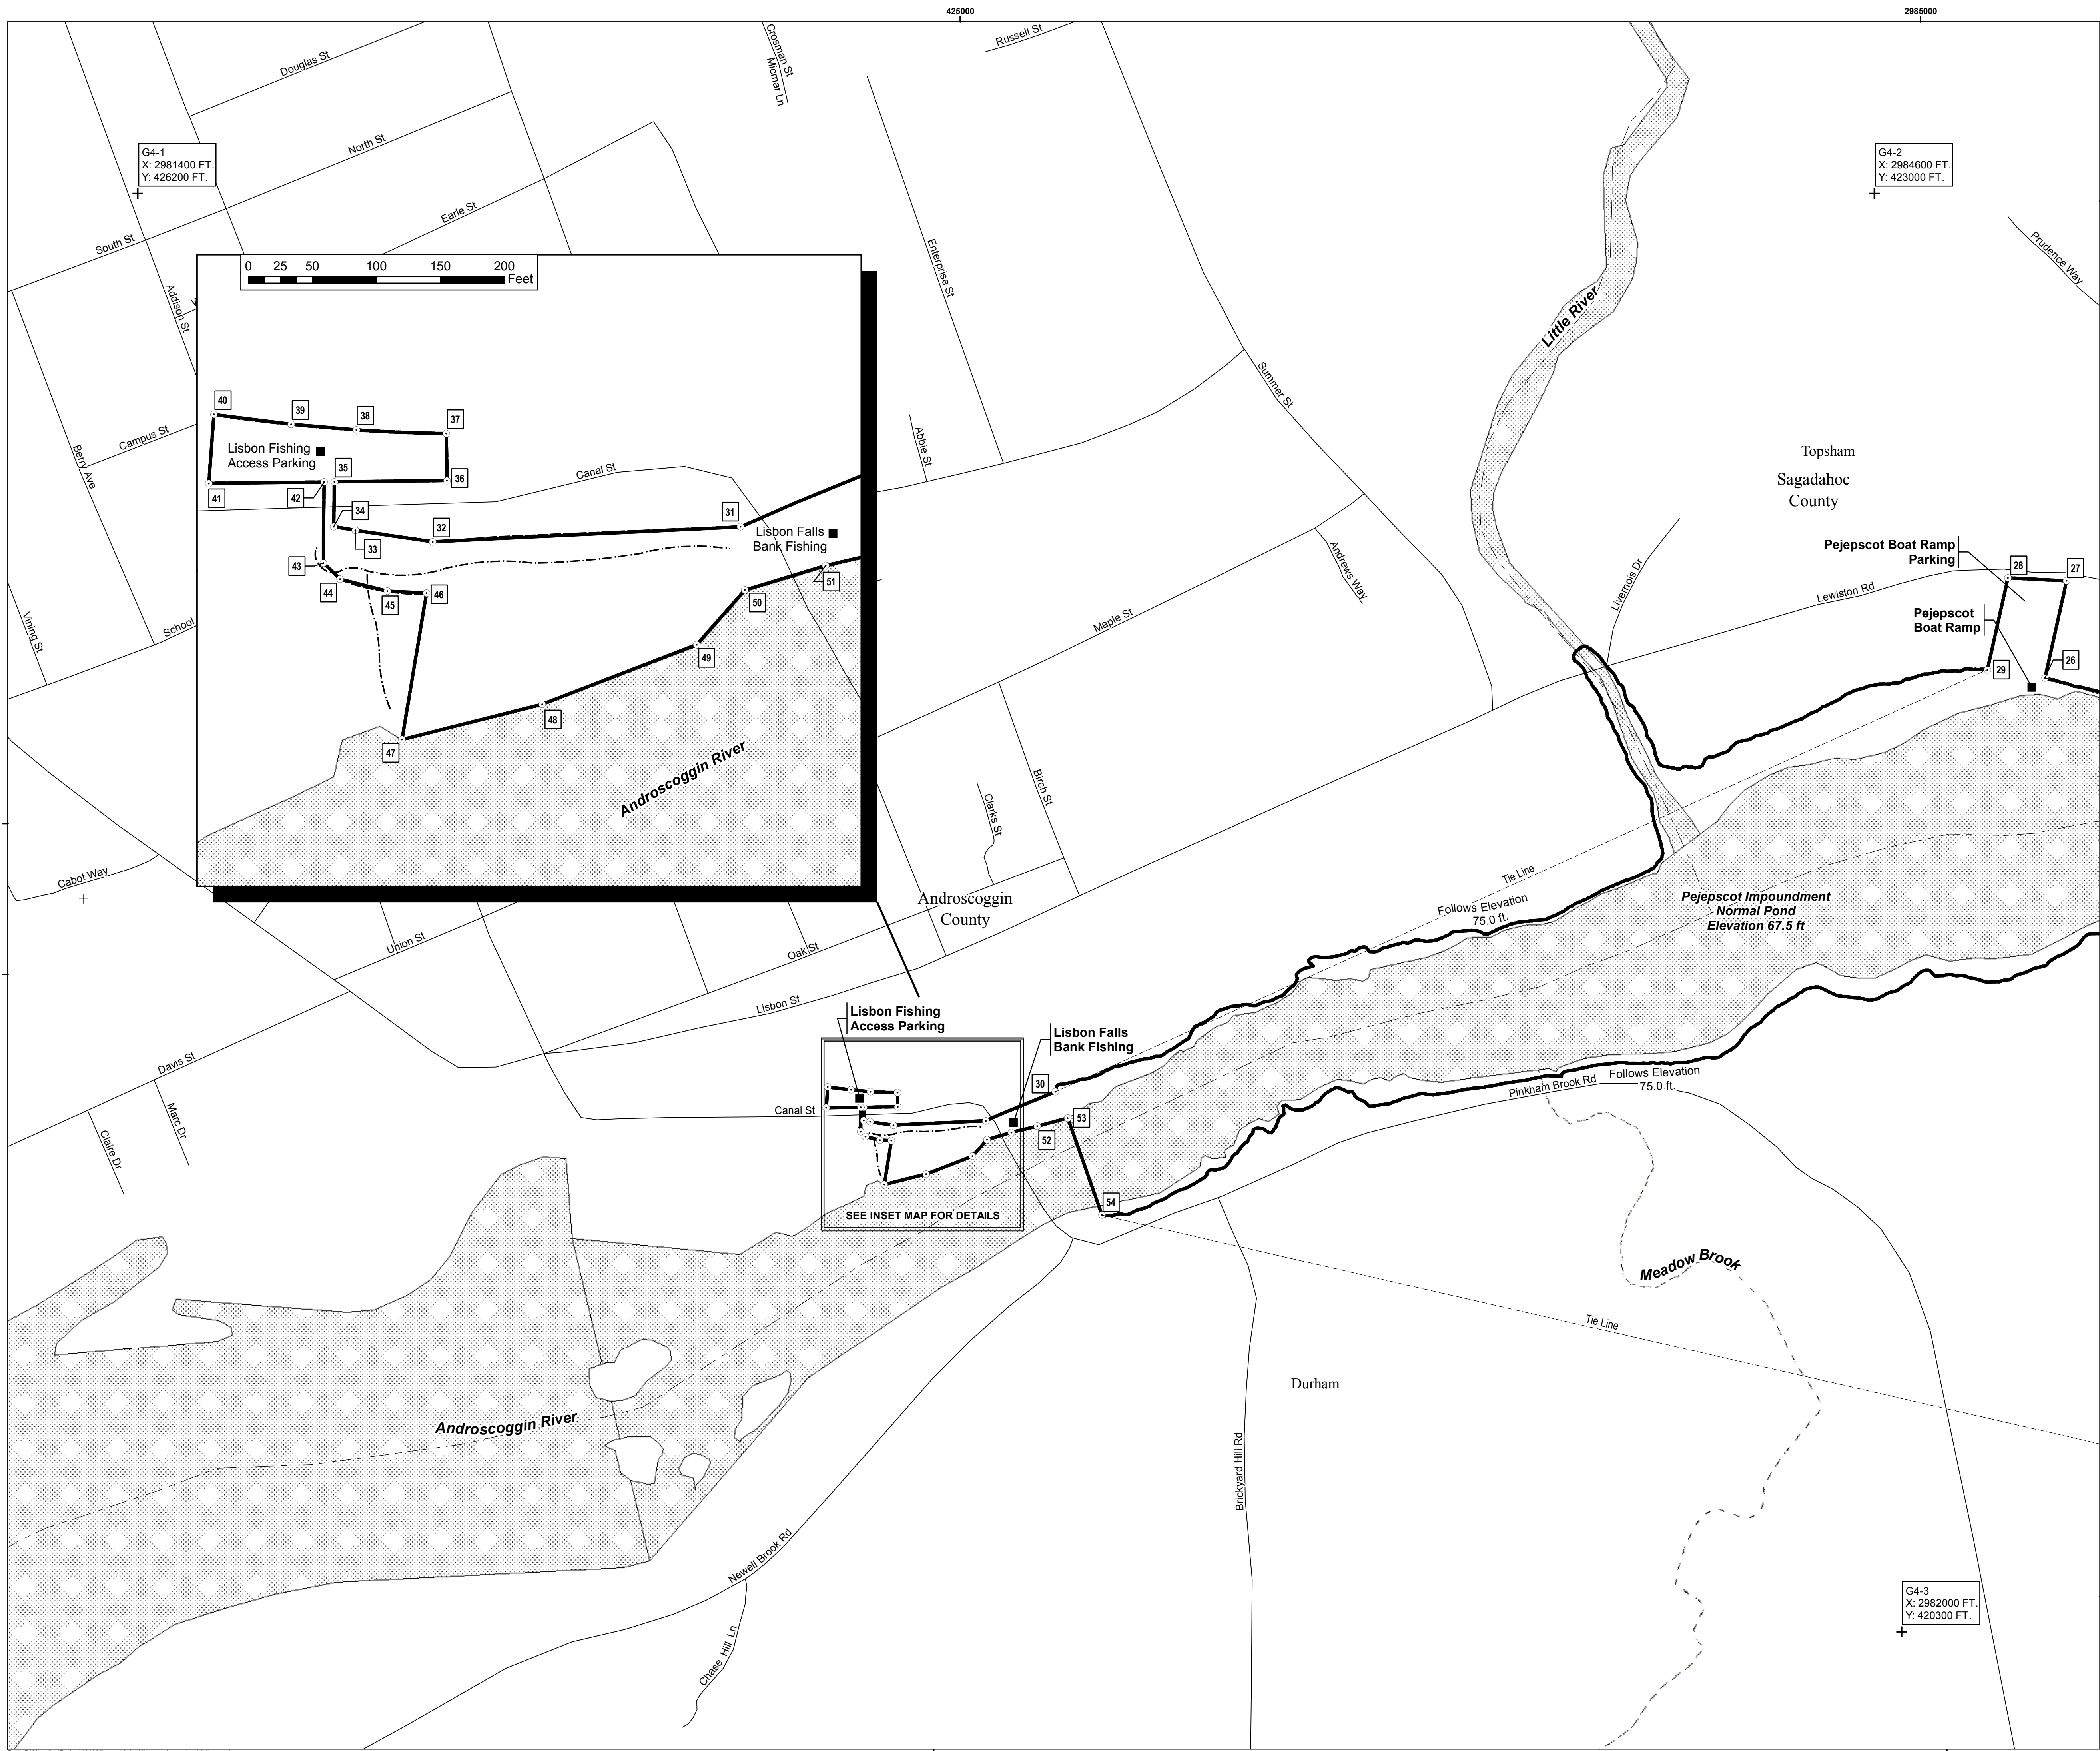 425000
2985000
Crosman St
Micmar Ln
Russell St
Douglas St
North St
G4-1
X: 2981400 FT.
Y: 426200 FT.
G4-2
X: 2984600 FT.
Y: 423000 FT.
Earle St
South St
Enterprise St
Prudence Way
Addison St
0 25 50 100 150 200
Feet
Little River
Summer St
40
39
38
37
Lisbon Fishing
Access Parking
35
36
41
42
34
33
32
31
Canal St
Lisbon Falls
Bank Fishing
43
44
45
46
51
50
49
48
47
Androscoggin River
Campus St
Berry Ave
Abbie St
Topsham
Sagadahoc
County
Pejepscot Boat Ramp
Parking
28
27
Andrews Way
Livernois Dr
Lewiston Rd
Pejepscot
Boat Ramp
Vining St
School
Maple St
29
26
Birch St
Clarks St
Cabot Way
Tie Line
Androscoggin
County
Follows Elevation
75.0 ft.
Pejepscot Impoundment
Normal Pond
Elevation 67.5 ft
Union St
Oak St
Lisbon St
Lisbon Fishing
Access Parking
Lisbon Falls
Bank Fishing
Davis St
30
Follows Elevation
75.0 ft.
Pinkham Brook Rd
Canal St
Marc Dr
53
52
Claire Dr
54
SEE INSET MAP FOR DETAILS
Meadow Brook
Tie Line
Durham
Androscoggin River
Brickyard Hill Rd
Newell Brook Rd
G4-3
X: 2982000 FT.
Y: 420300 FT.
Chase Hill Ln